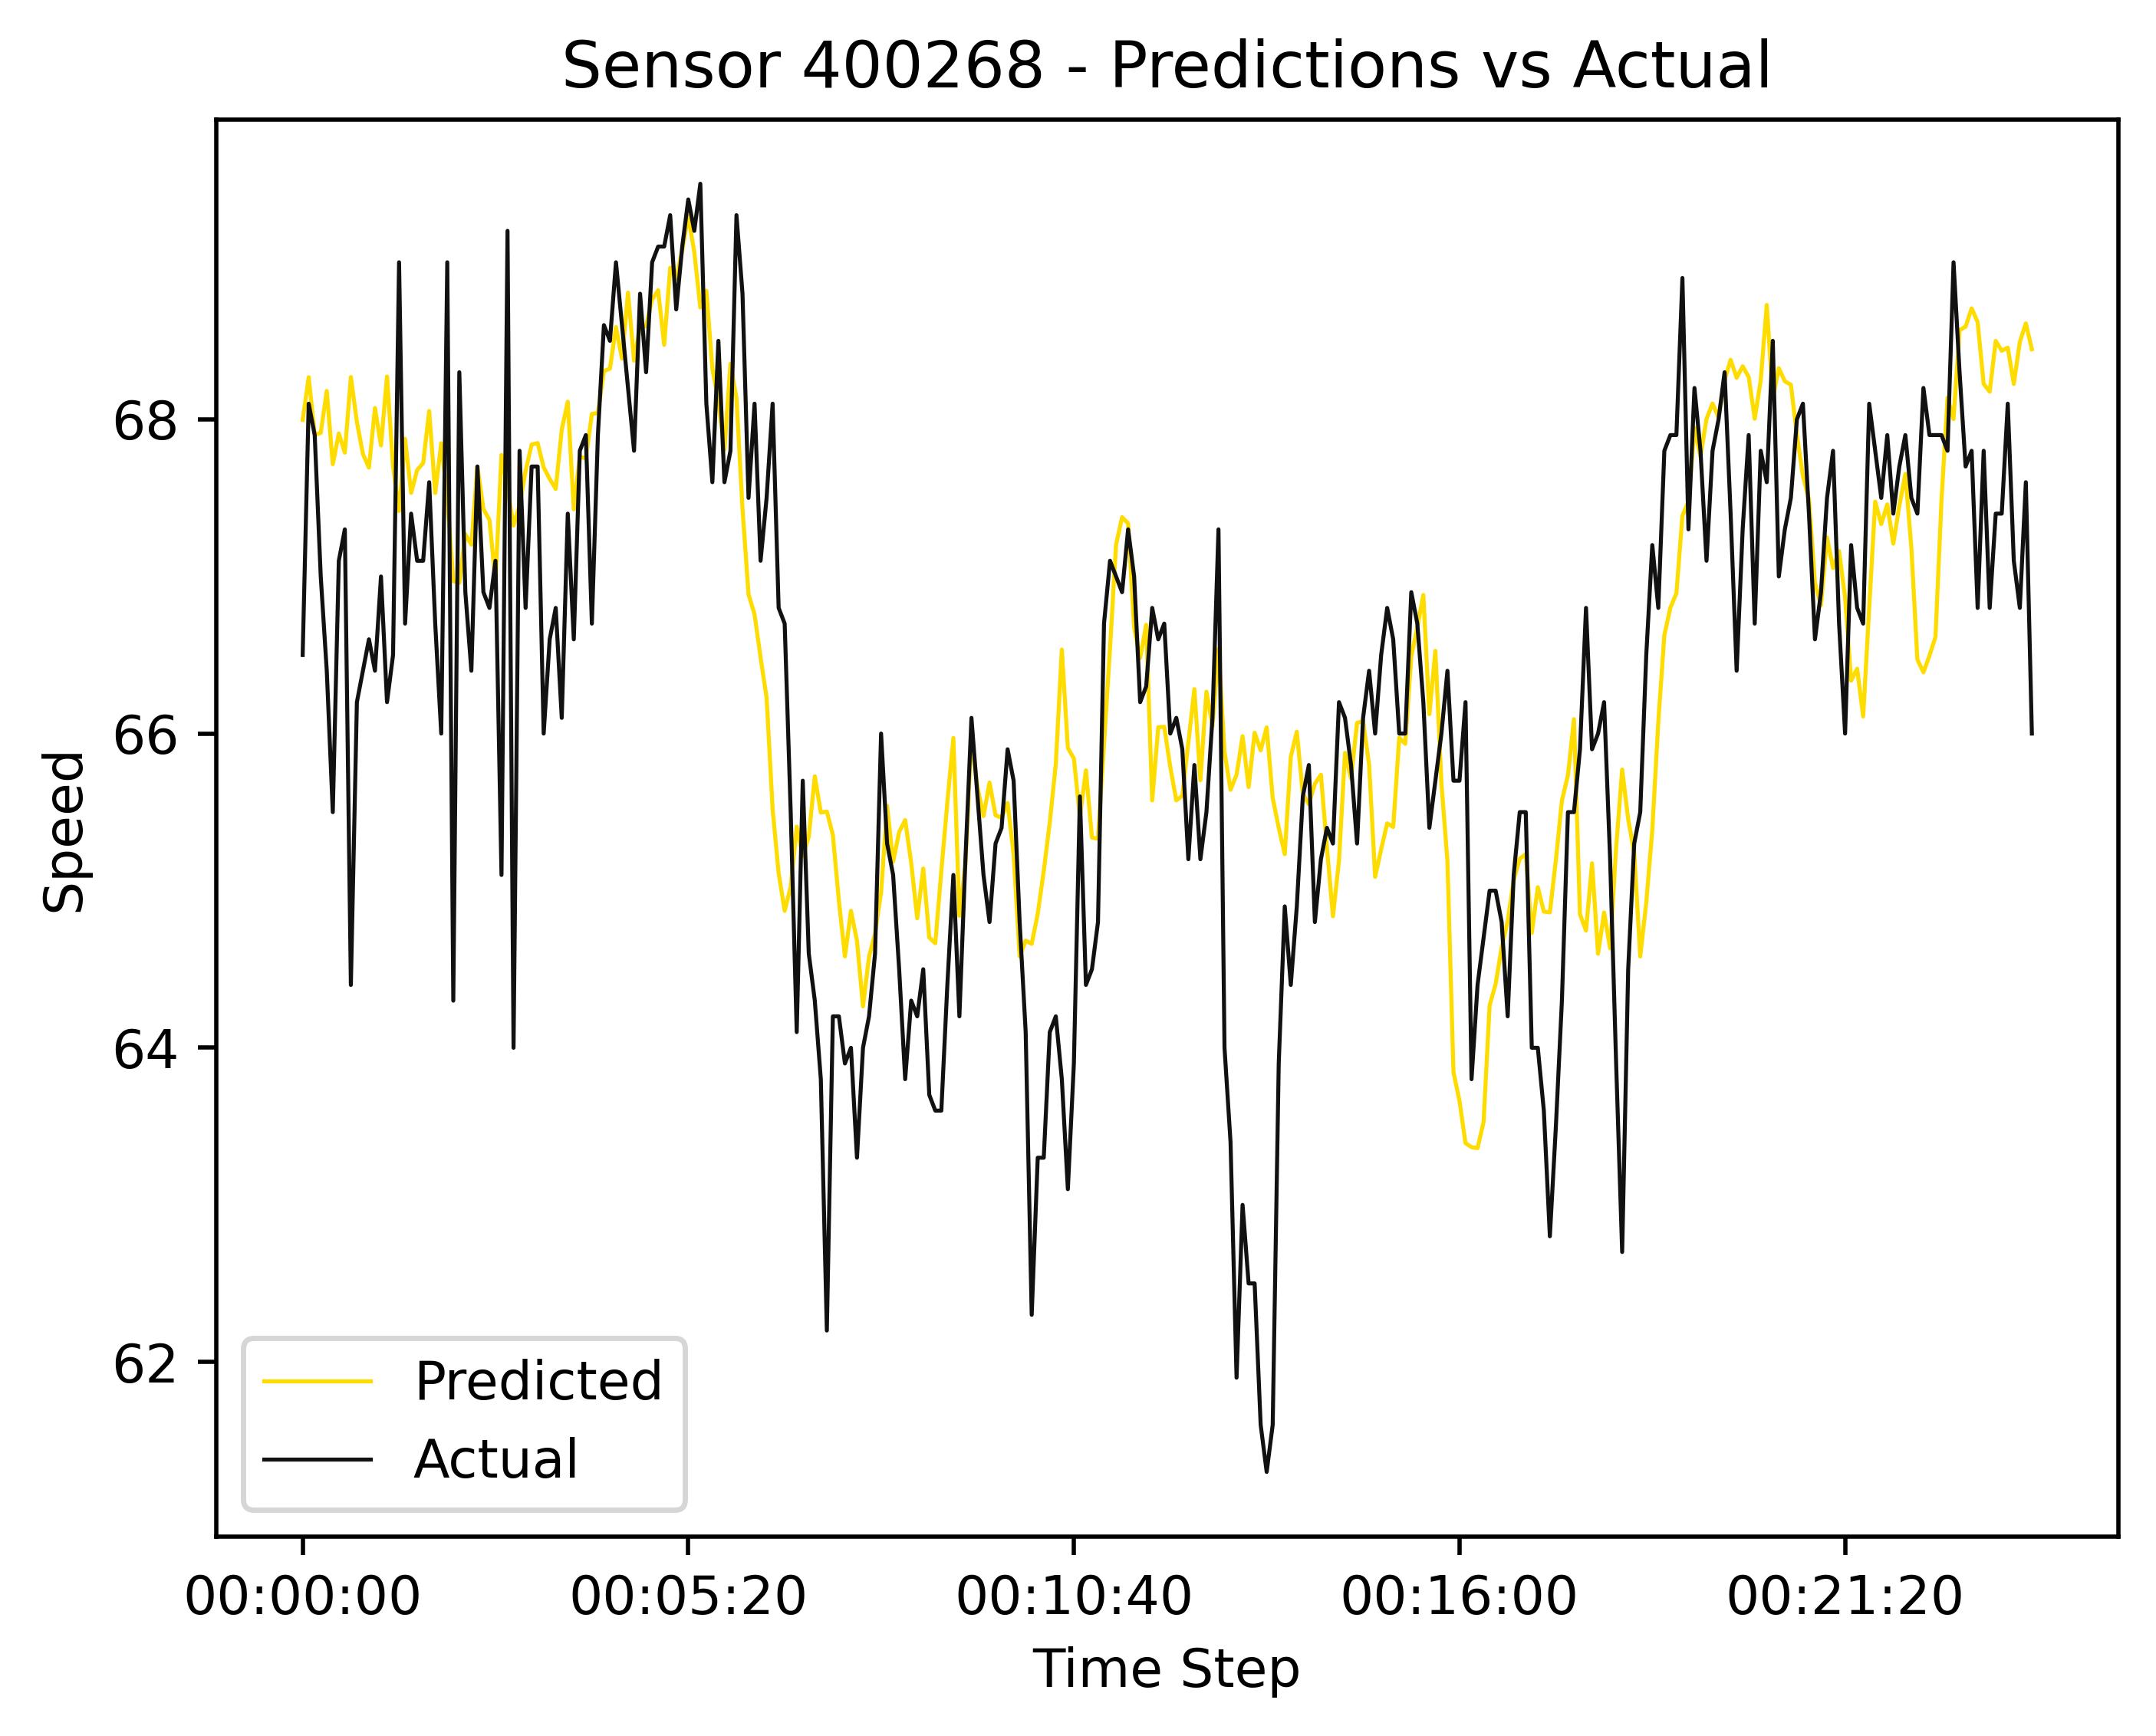 Sensor 400268 - Predictions vs Actual
68
66
64
62
Speed
Predicted
Actual
00:00:00 00:05:20 00:10:40 00:16:00 00:21:20
Time Step